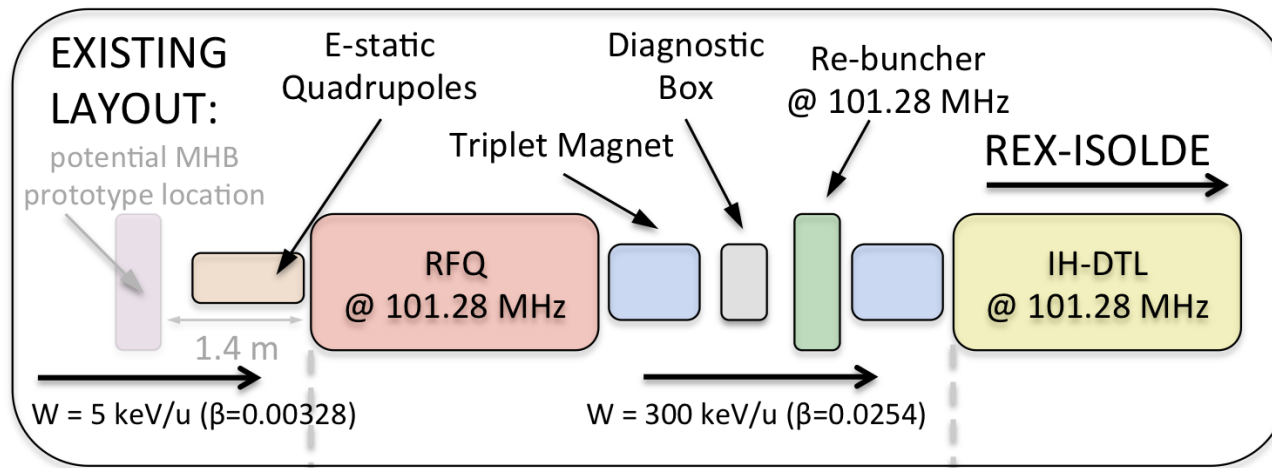 EXISTING
LAYOUT:
potential MHB
prototype location
E-static
Quadrupoles
Triplet Magnet
Diagnostic
Box
Re-buncher
@ 101.28 MHz
REX-ISOLDE
RFQ
@ 101.28 MHz
IH-DTL
@ 101.28 MHz
1.4 m
W = 5 keV/u (β=0.00328)
W = 300 keV/u (β=0.0254)